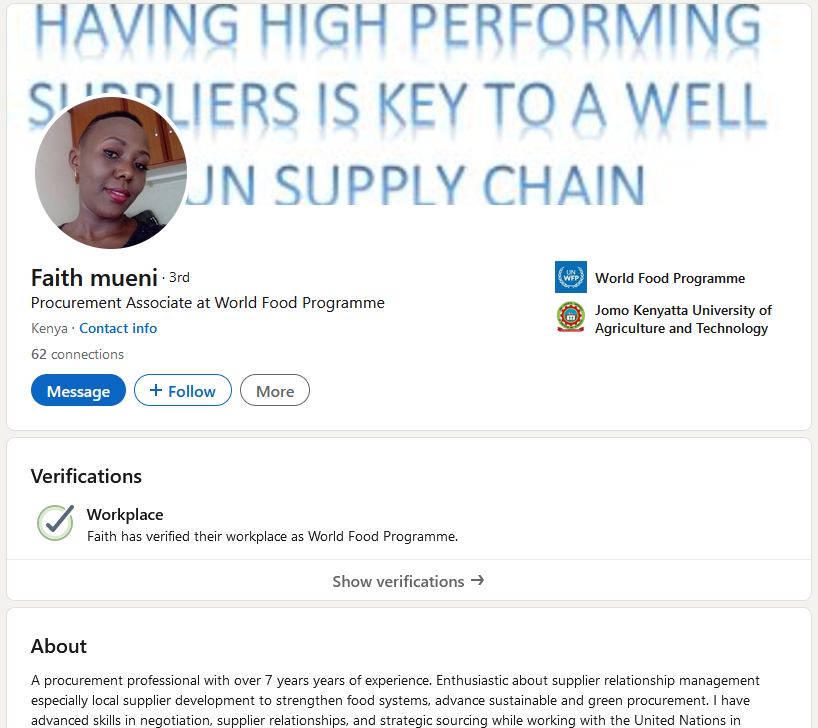 HAVING HIGH PERFORMING
SUPPLIERS IS KEY TO A WELL
UN SUPPLY CHAIN
Faith mueni · 3rd
Procurement Associate at World Food Programme
Kenya · Contact info
62 connections
Message
+ Follow
More
UN
WFP
World Food Programme
Jomo Kenyatta University of
Agriculture and Technology
Verifications
Workplace
Faith has verified their workplace as World Food Programme.
Show verifications →
About
A procurement professional with over 7 years years of experience. Enthusiastic about supplier relationship management
especially local supplier development to strengthen food systems, advance sustainable and green procurement. I have
advanced skills in negotiation, supplier relationships, and strategic sourcing while working with the United Nations in